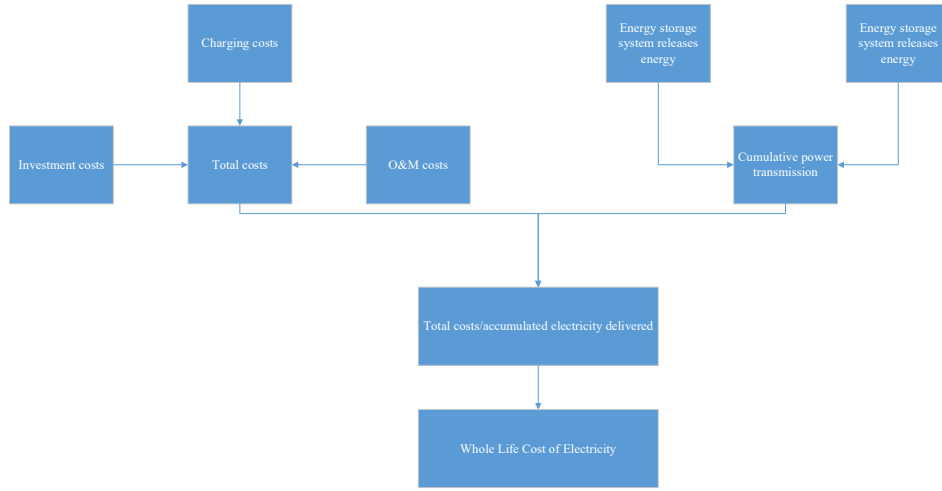 Charging costs
Energy storage
system releases
energy
Energy storage
system releases
energy
Investment costs
Total costs
O&M costs
Cumulative power
transmission
Total costs/accumulated electricity delivered
Whole Life Cost of Electricity